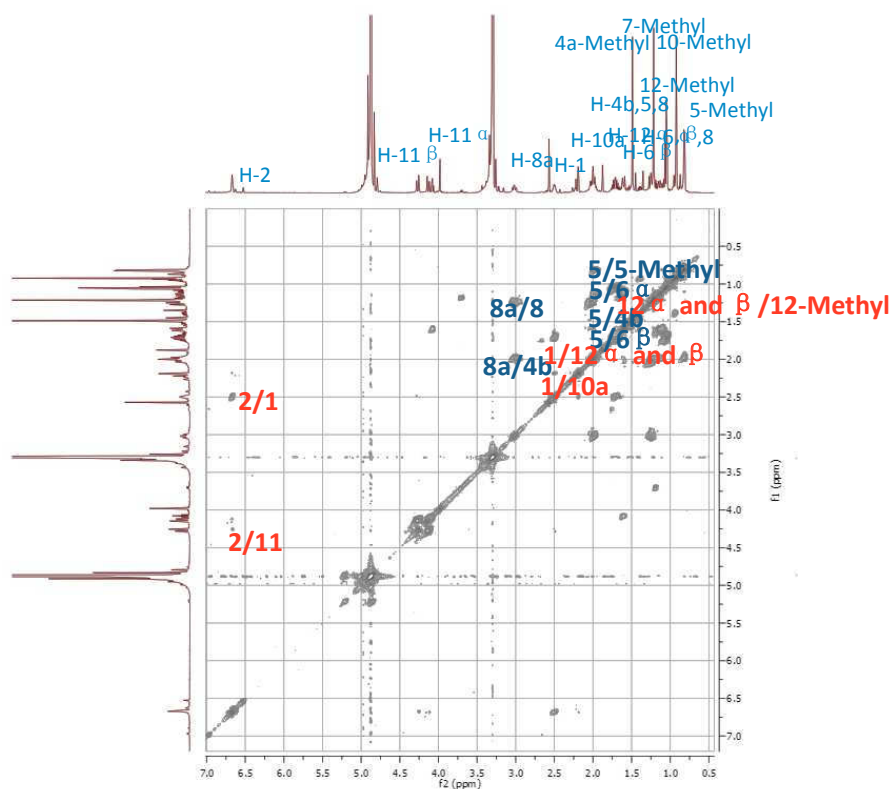 7-Methyl
4a-Methyl 10-Methyl
12-Methyl
H-4b,5,8
5-Methyl
H-11 β
H-11 α
H-10a
H-12 α
H-6,αβ,8
H-6 β
H-2
H-8a
H-1
5/5-Methyl
5/6 α
8a/8
12 α and β /12-Methyl
5/4b
5/6 β
8a/4b
1/12 α and β
1/10a
2/1
2/11
0.5
1.0
1.5
2.0
2.5
3.0
3.5
4.0
4.5
5.0
5.5
6.0
6.5
7.0
f1 (ppm)
7.0 6.5 6.0 5.5 5.0 4.5 4.0 3.5 3.0 2.5 2.0 1.5 1.0 0.5
f2 (ppm)